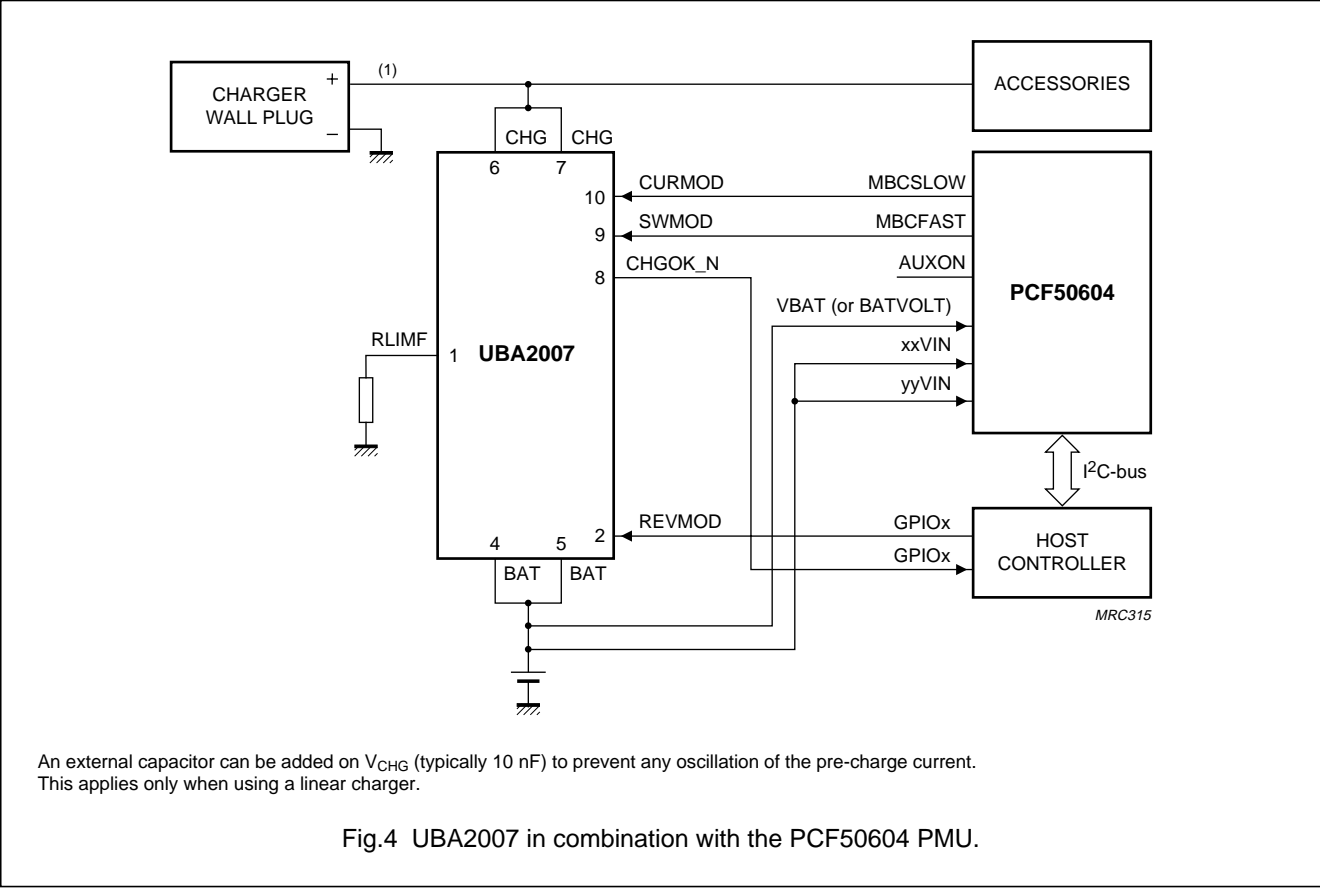 CHARGER
WALL PLUG
+
−
(1)
ACCESSORIES
CHG
CHG
6
7
10
CURMOD
MBCSLOW
9
SWMOD
MBCFAST
8
CHGOK_N
AUXON
PCF50604
VBAT (or BATVOLT)
xxVIN
yyVIN
RLIMF
1
UBA2007
I2C-bus
2
REVMOD
GPIOx
GPIOx
HOST
CONTROLLER
4
5
BAT
BAT
MRC315
An external capacitor can be added on VCHG (typically 10 nF) to prevent any oscillation of the pre-charge current.
This applies only when using a linear charger.
Fig.4 UBA2007 in combination with the PCF50604 PMU.